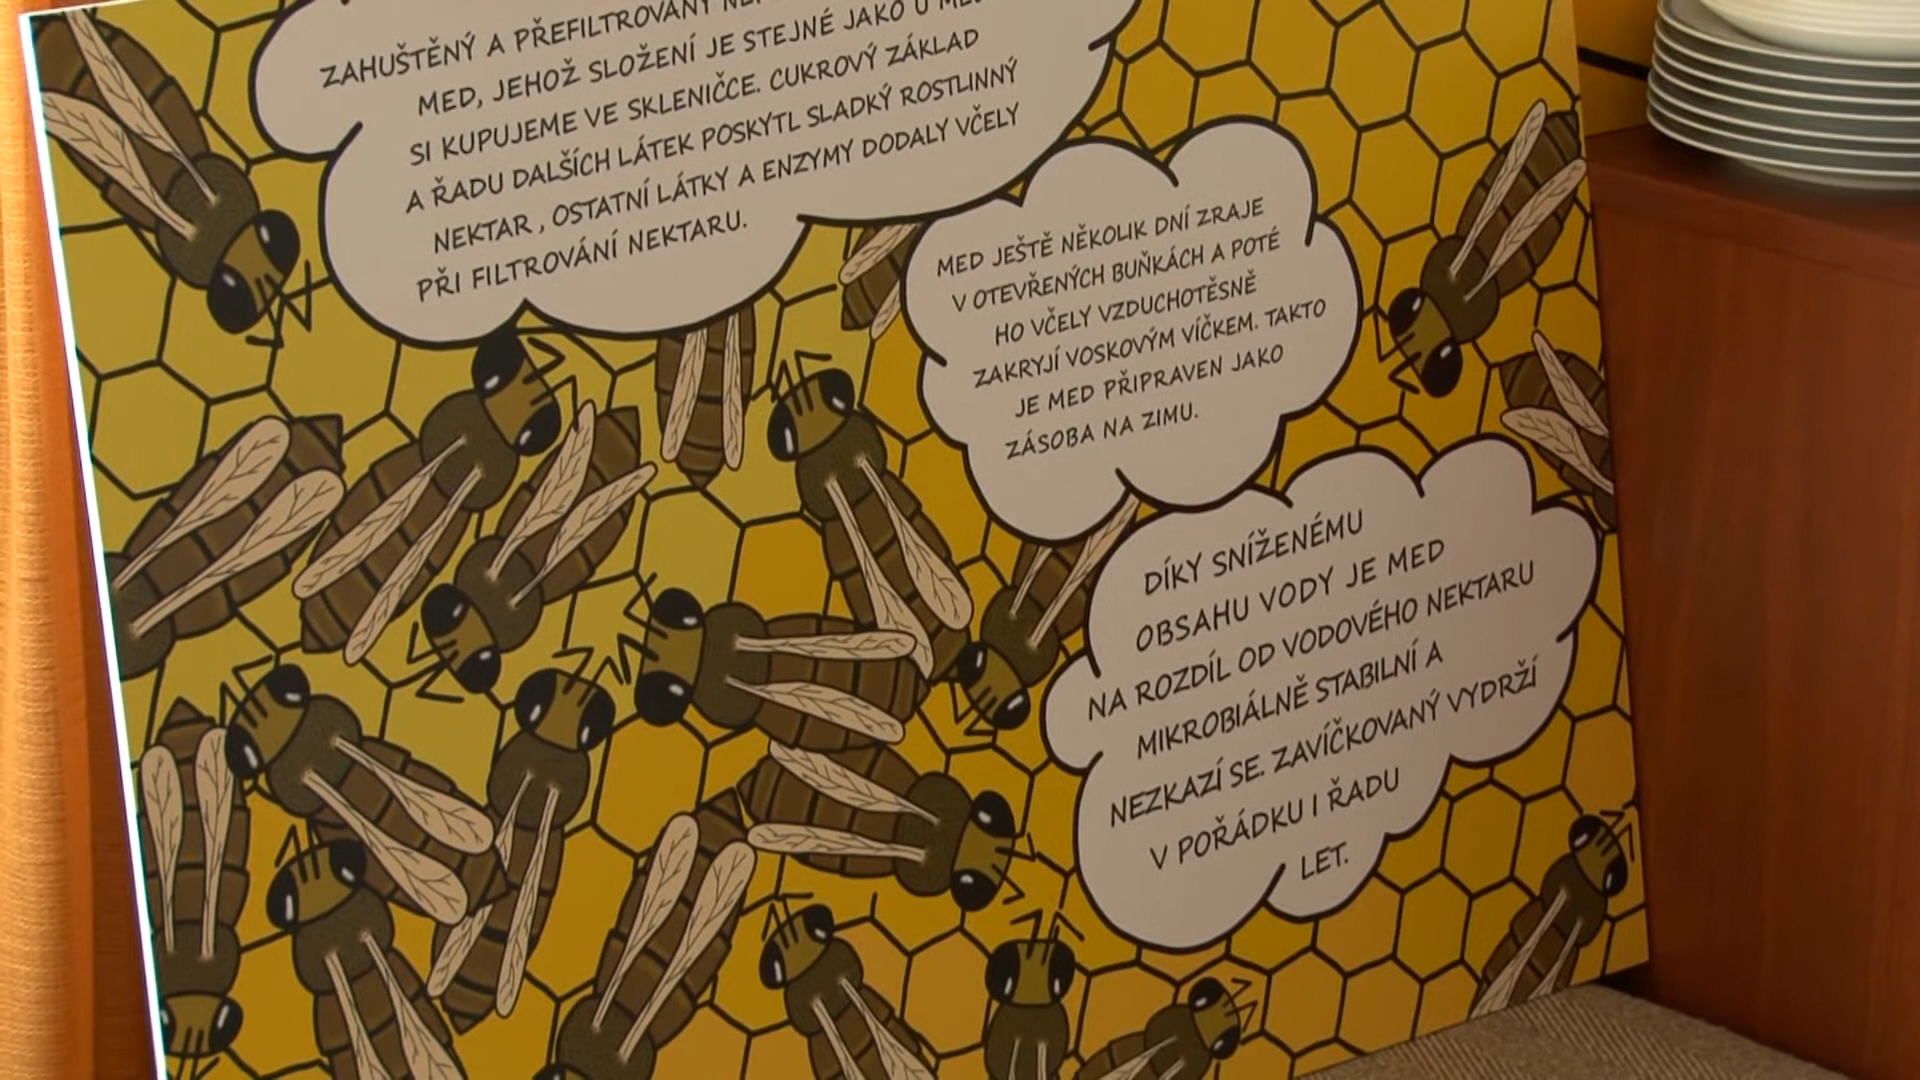 ZAHUŠTĚNÝ A PŘEFILTROVANÝ
MED, JEHOŽ SLOŽENÍ JE STEJNÉ JAKO U
SI KUPUJEME VE SKLENIČCE. CUKROVÝ ZÁKLAD
A ŘADU DALŠÍCH LÁTEK POSKYTL SLADKÝ ROSTLINNÝ
NEKTAR, OSTATNÍ LÁTKY A ENZYMY DODALY VČELY
PŘI FILTROVÁNÍ NEKTARU.
MED JEŠTĚ NĚKOLIK DNÍ ZRAJE
V OTEVŘENÝCH BUŇKÁCH A POTÉ
HO VČELY VZDUCHOTĚSNĚ
ZAKRYJÍ VOSKOVÝM VÍČKEM. TAKTO
JE MED PŘIPRAVEN JAKO
ZÁSOBA NA ZIMU.
DÍKY SNÍŽENÉMU
OBSAHU VODY JE MED
NA ROZDÍL OD VODOVÉHO NEKTARU
MIKROBIÁLNĚ STABILNÍ A
NEZKAZÍ SE. ZAVÍČKOVANÝ VYDRŽÍ
V POŘÁDKU I ŘADU
LET.